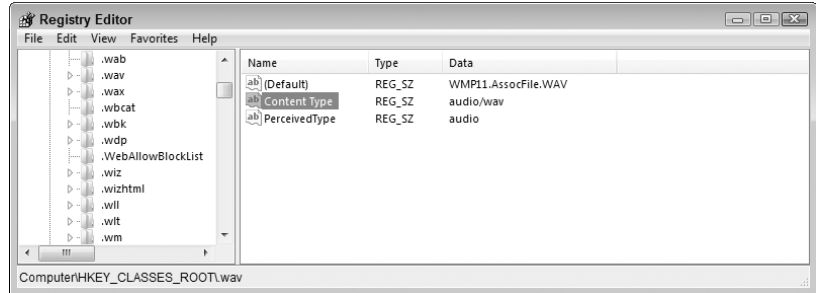 Registry Editor
File Edit View Favorites Help
.wab
.wav
.wax
.wbcat
.wbk
.wdp
.WebAllowBlockList
.wiz
.wizhtml
.wll
.wlt
.wm
Name Type Data
(Default) REG_SZ WMP11.AssocFile.WAV
Content Type REG_SZ audio/wav
PerceivedType REG_SZ audio
Computer\HKEY_CLASSES_ROOT\.wav